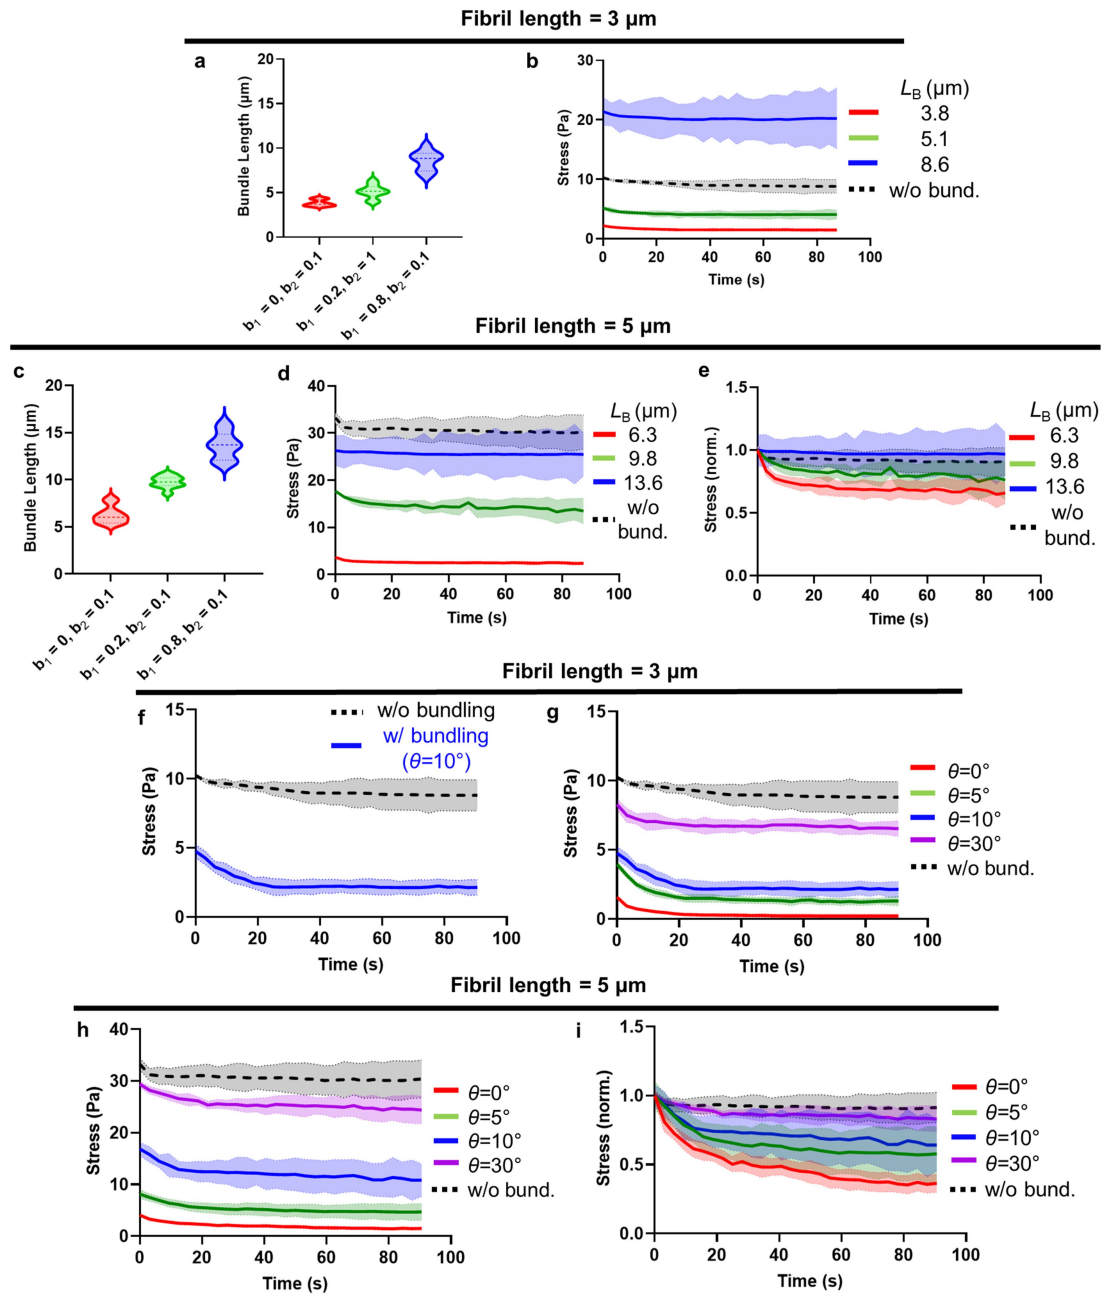 Fibril length = 3 µm
a
Bundle Length (µm)
20
15
10
5
0
b₁ = 0, b₂ = 0.1
b₁ = 0.2, b₂ = 1
b₁ = 0.8, b₂ = 0.1
b
Stress (Pa)
30
20
10
0
0 20 40 60 80 100
Time (s)
L_B (µm)
3.8
5.1
8.6
w/o bund.
Fibril length = 5 µm
c
Bundle Length (µm)
20
15
10
5
0
b₁ = 0, b₂ = 0.1
b₁ = 0.2, b₂ = 0.1
b₁ = 0.8, b₂ = 0.1
d
Stress (Pa)
40
30
20
10
0
0 20 40 60 80 100
Time (s)
L_B (µm)
6.3
9.8
13.6
w/o
bund.
e
Stress (norm.)
1.5
1.0
0.5
0.0
0 20 40 60 80 100
Time (s)
L_B (µm)
6.3
9.8
13.6
w/o
bund.
Fibril length = 3 µm
f
Stress (Pa)
15
10
5
0
0 20 40 60 80 100
Time (s)
w/o bundling
w/ bundling
(θ=10°)
g
Stress (Pa)
15
10
5
0
0 20 40 60 80 100
Time (s)
θ=0°
θ=5°
θ=10°
θ=30°
w/o bund.
Fibril length = 5 µm
h
Stress (Pa)
40
30
20
10
0
0 20 40 60 80 100
Time (s)
θ=0°
θ=5°
θ=10°
θ=30°
w/o bund.
i
Stress (norm.)
1.5
1.0
0.5
0.0
0 20 40 60 80 100
Time (s)
θ=0°
θ=5°
θ=10°
θ=30°
w/o bund.